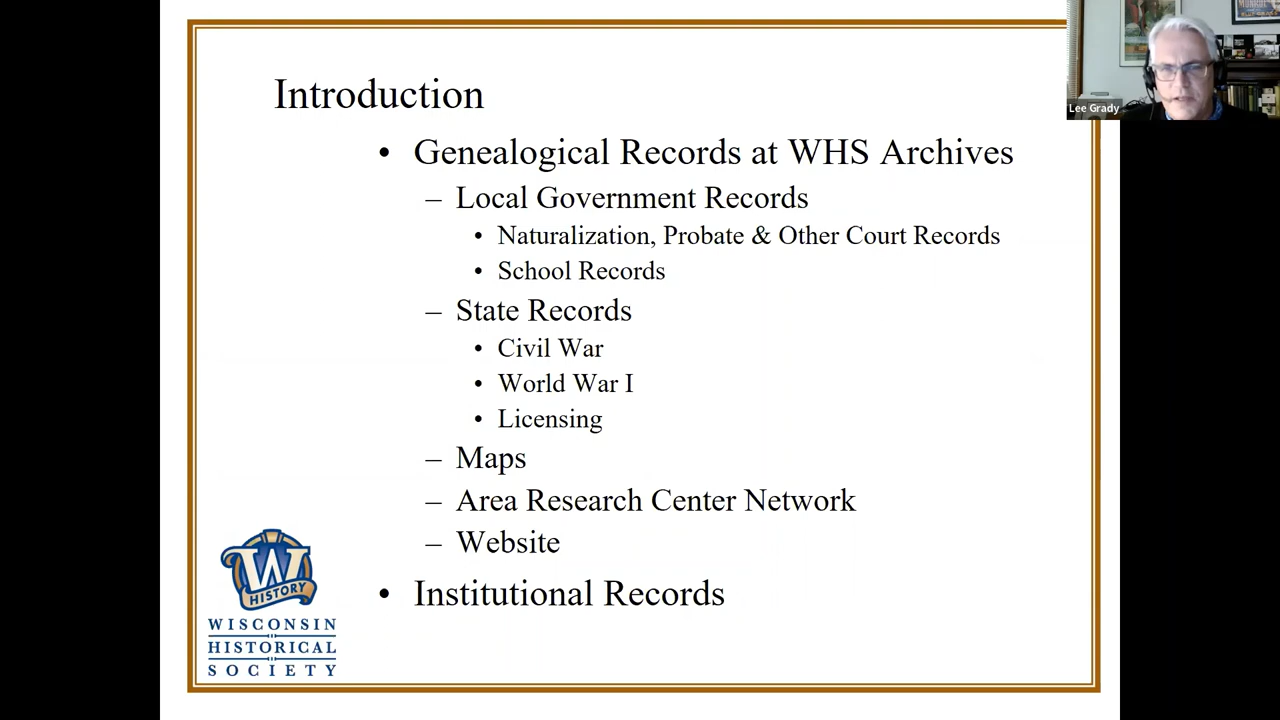 Introduction
• Genealogical Records at WHS Archives
– Local Government Records
• Naturalization, Probate & Other Court Records
• School Records
– State Records
• Civil War
• World War I
• Licensing
– Maps
– Area Research Center Network
– Website
• Institutional Records
W
HISTORY
WISCONSIN
HISTORICAL
SOCIETY
Lee Grady